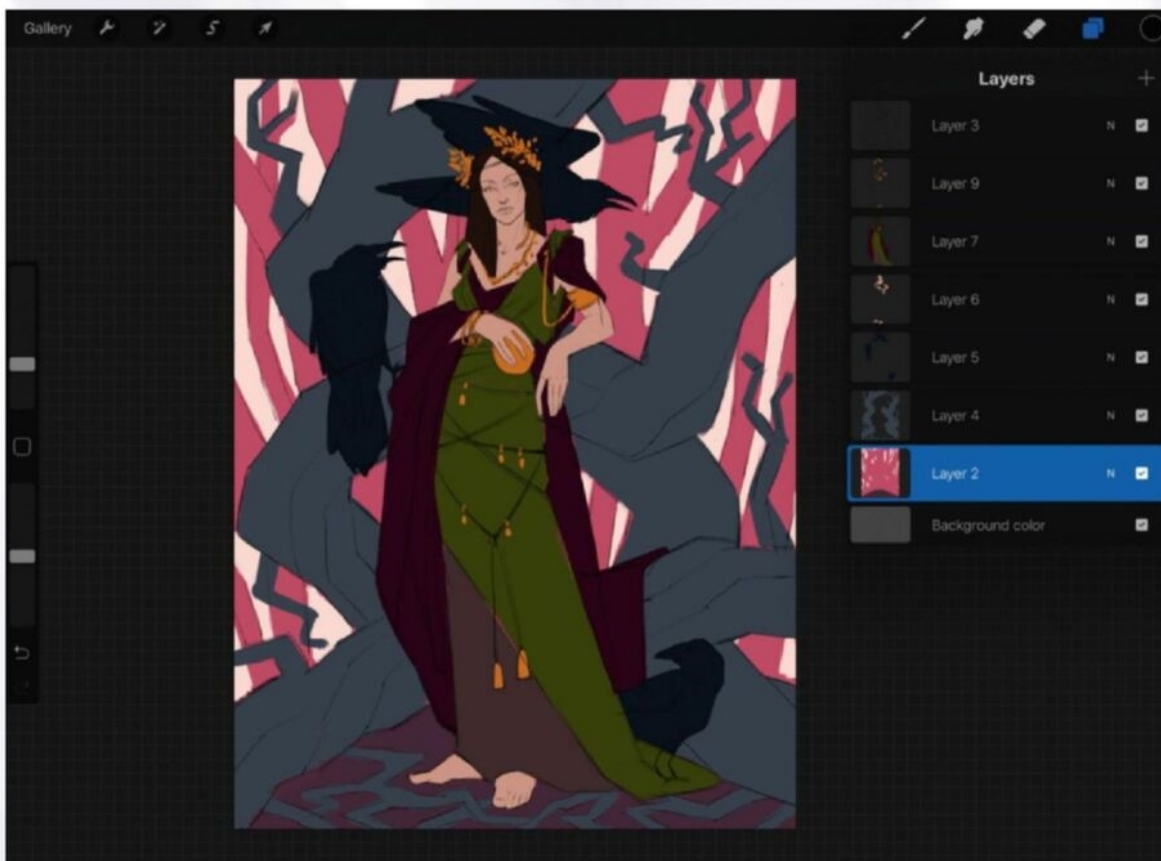 Gallery
Layers
Layer 3 N
Layer 9 N
Layer 7 N
Layer 6 N
Layer 5 N
Layer 4 N
Layer 2 N
Background color